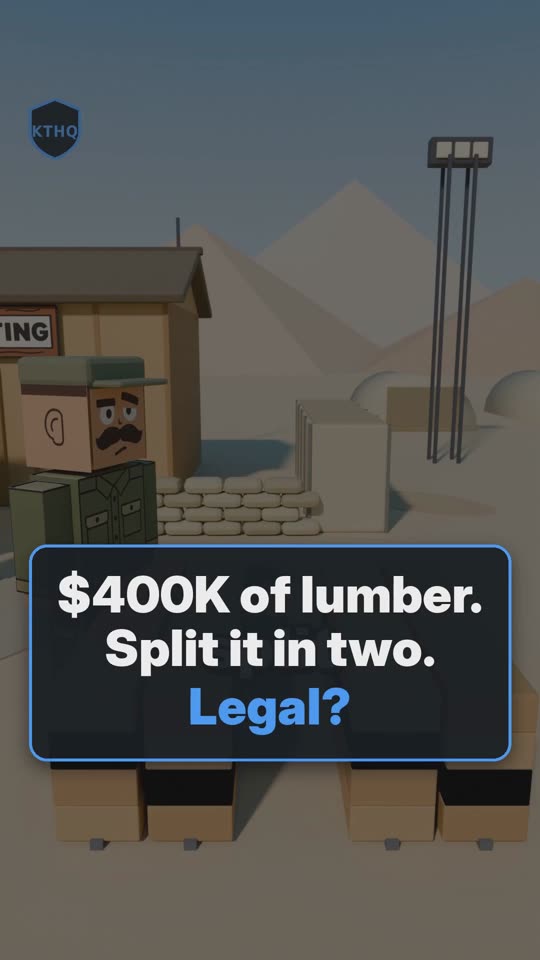 KTHQ
TING
$400K of lumber.
Split it in two.
Legal?